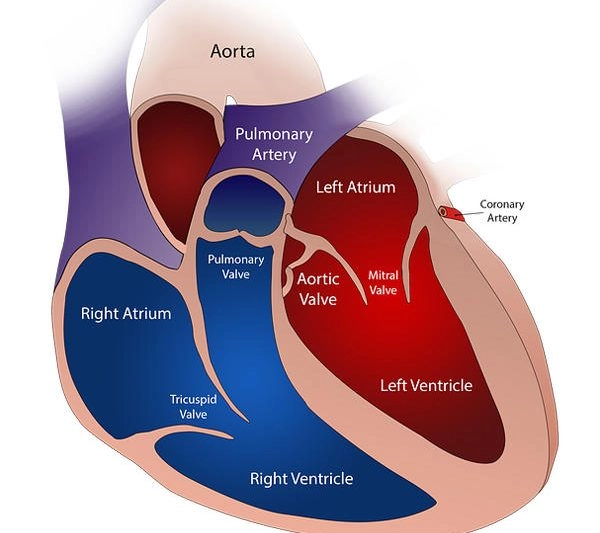 Aorta
Pulmonary
Artery
Left Atrium
Coronary
Artery
Pulmonary
Valve
Aortic
Valve
Mitral
Valve
Right Atrium
Left Ventricle
Tricuspid
Valve
Right Ventricle